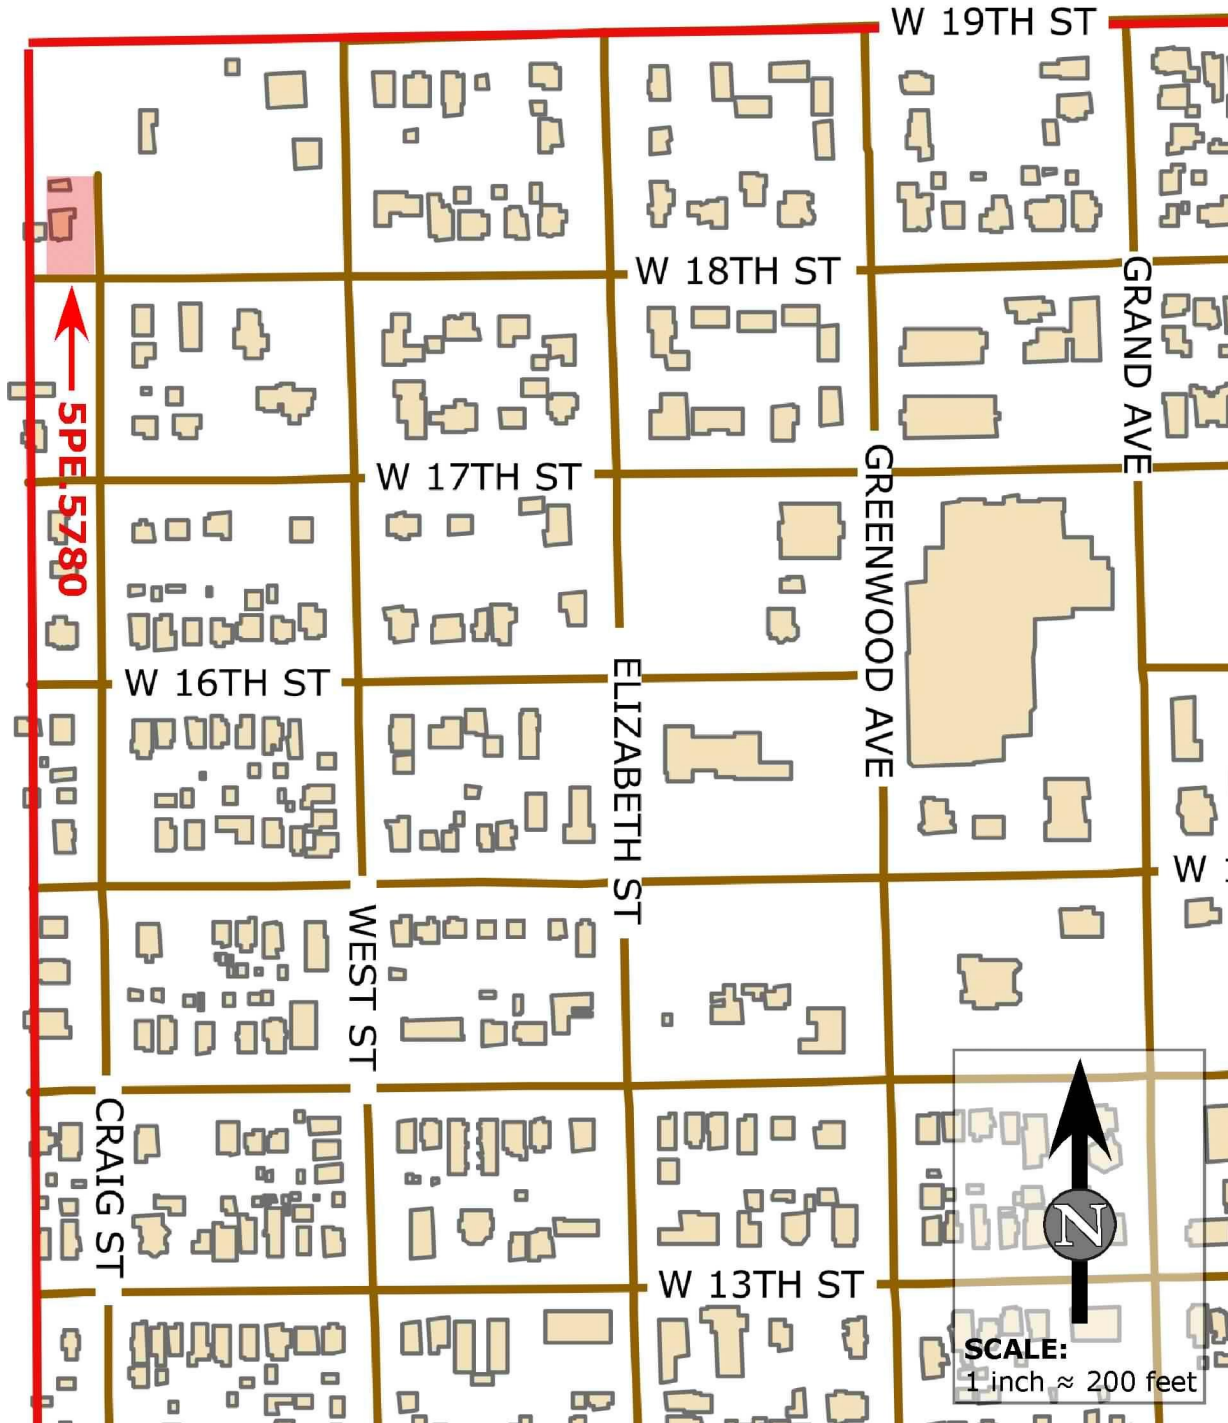 W 19TH ST
W 18TH ST
GRAND AVE
5PE.5780
W 17TH ST
GREENWOOD AVE
W 16TH ST
ELIZABETH ST
W
WEST ST
CRAIG ST
N
W 13TH ST
SCALE:
1 inch ≈ 200 feet